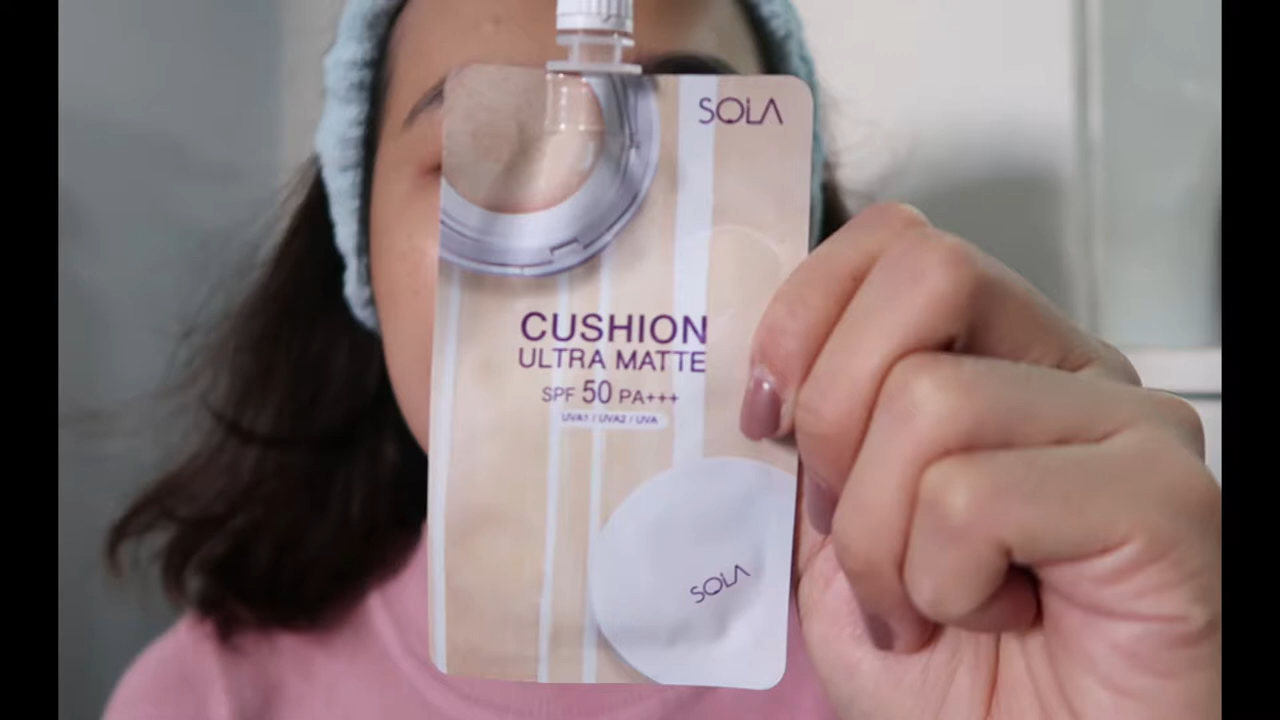 SOLA
CUSHION
ULTRA MATTE
SPF 50 PA+++
UVA1 / UVA2 / UVA
SOLA